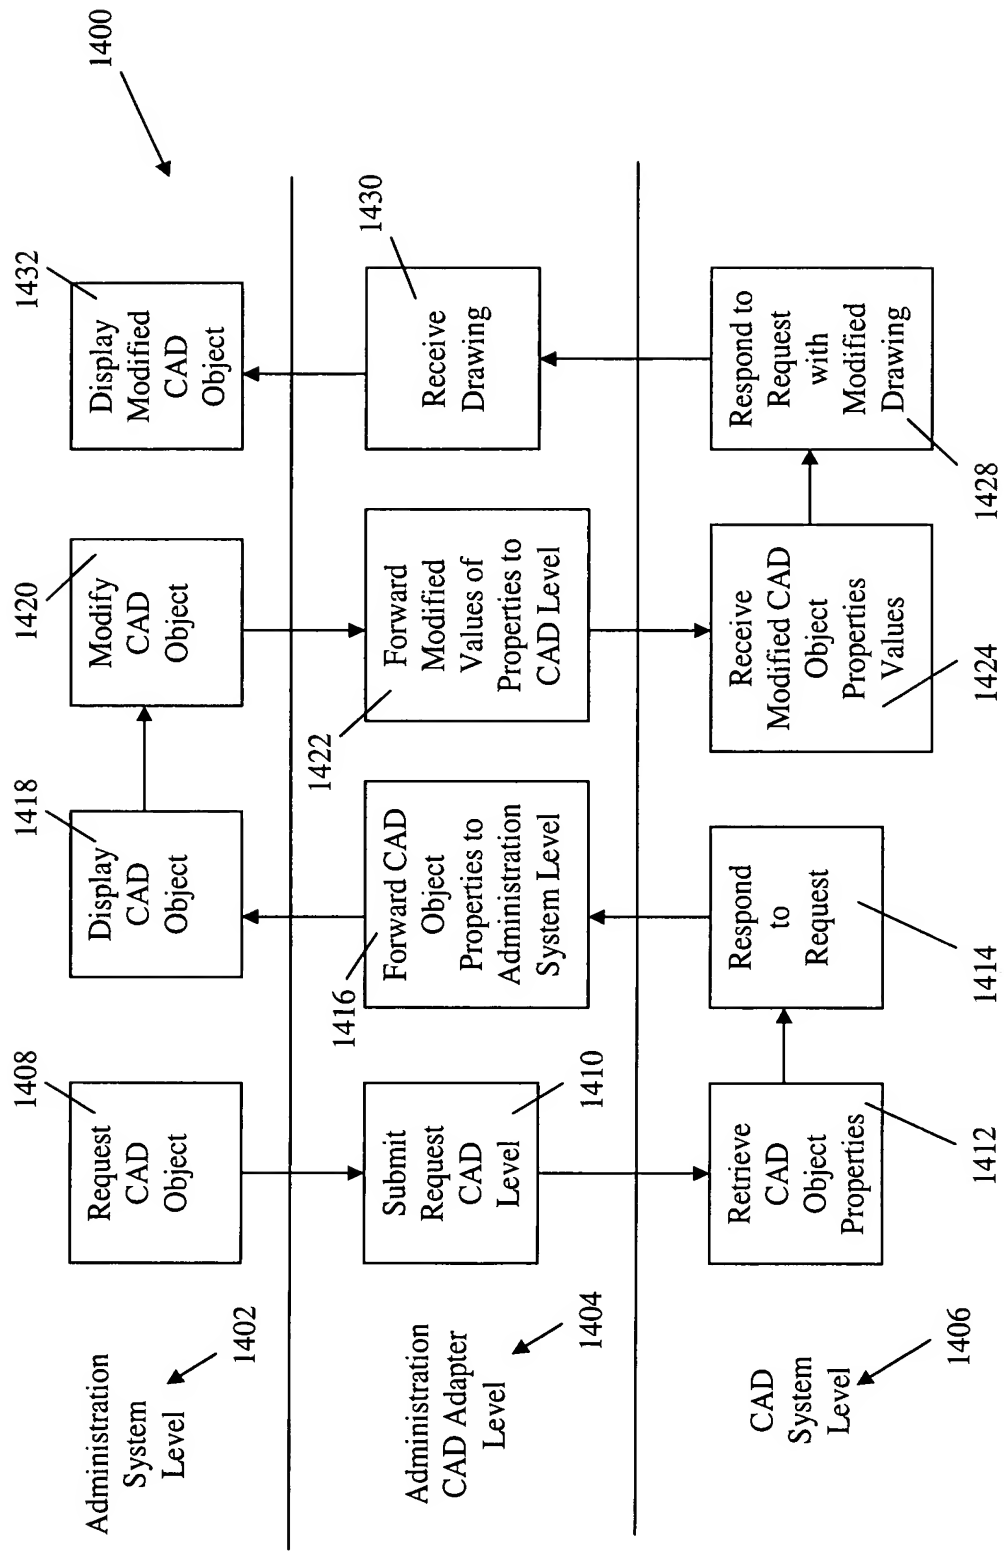 1400
Administration
System
Level
1402
1408
Request
CAD
Object
1418
Display
CAD
Object
1420
Modify
CAD
Object
1432
Display
Modified
CAD
Object
Administration
CAD Adapter
Level
1404
Submit
Request
CAD
Level
1410
1416
Forward CAD
Object
Properties to
Administration
System Level
1422
Forward
Modified
Values of
Properties to
CAD Level
1430
Receive
Drawing
CAD
System
Level
1406
Retrieve
CAD
Object
Properties
1412
Respond
to
Request
1414
Receive
Modified CAD
Object
Properties
Values
1424
Respond to
Request
with
Modified
Drawing
1428